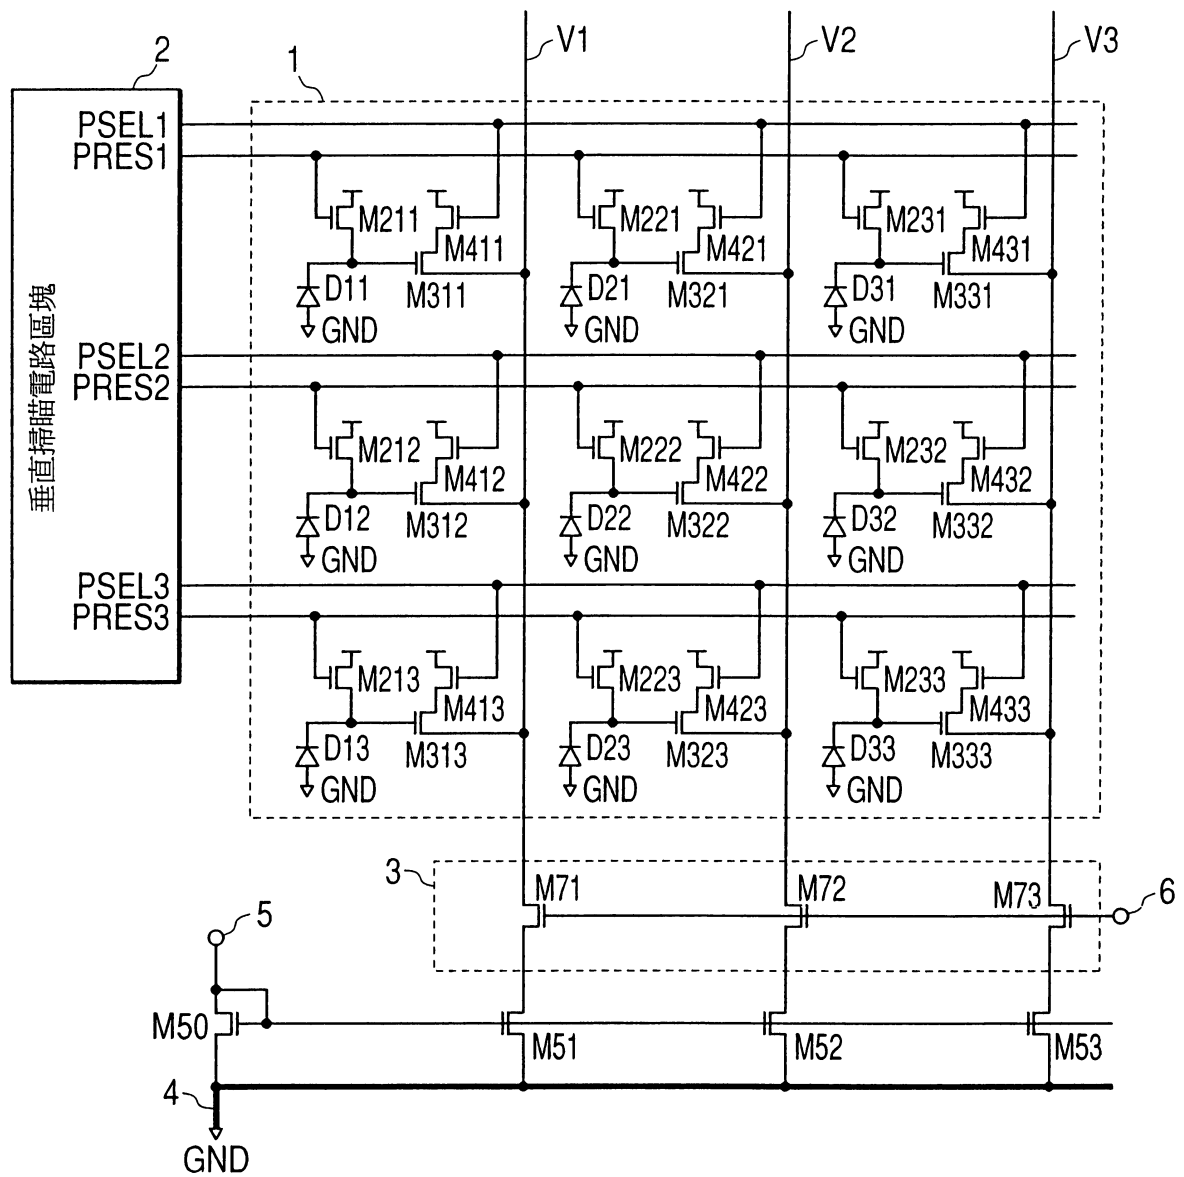 V1
V2
V3
2
1
PSEL1
PRES1
M211
M411
M221
M421
M231
M431
D11
M311
D21
M321
D31
M331
GND
GND
GND
垂直掃瞄電路區塊
PSEL2
PRES2
M212
M412
M222
M422
M232
M432
D12
M312
D22
M322
D32
M332
GND
GND
GND
PSEL3
PRES3
M213
M413
M223
M423
M233
M433
D13
M313
D23
M323
D33
M333
GND
GND
GND
3
M71
M72
M73
6
5
M50
M51
M52
M53
4
GND